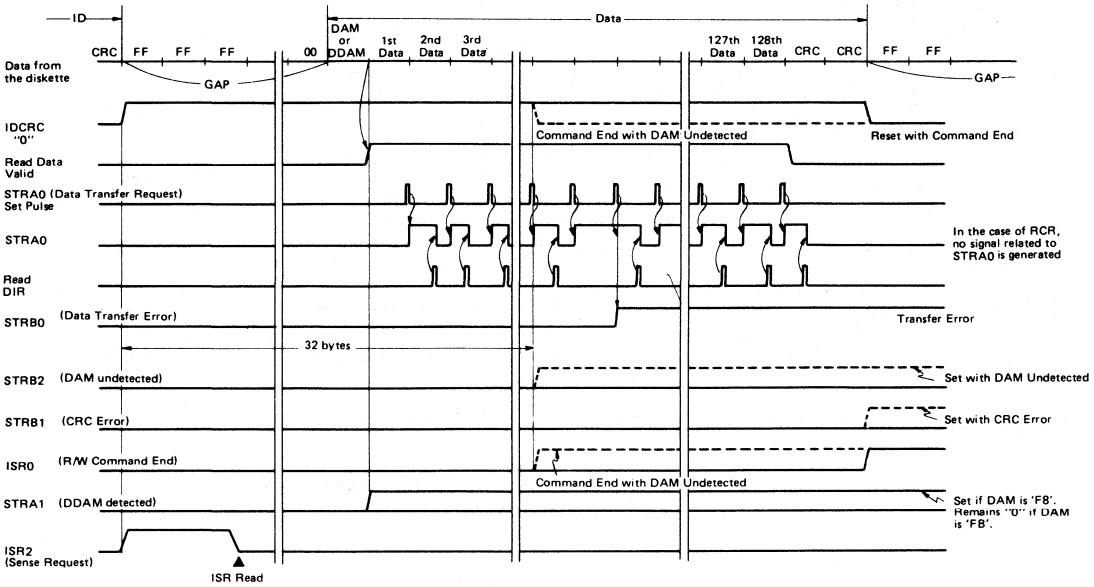 ID
Data
CRC FF FF FF 00 DAM or DDAM 1st Data 2nd Data 3rd Data 127th Data 128th Data CRC CRC FF FF
Data from the diskette
GAP
GAP
IDCRC "0"
Command End with DAM Undetected
Reset with Command End
Read Data Valid
STRA0 (Data Transfer Request) Set Pulse
STRA0
In the case of RCR,
no signal related to
STRA0 is generated
Read DIR
STRB0 (Data Transfer Error)
Transfer Error
32 bytes
STRB2 (DAM undetected)
Set with DAM Undetected
STRB1 (CRC Error)
Set with CRC Error
ISR0 (R/W Command End)
Command End with DAM Undetected
STRA1 (DDAM detected)
Set if DAM is 'F8'.
Remains "0" if DAM
is 'FB'.
ISR2
(Sense Request)
ISR Read